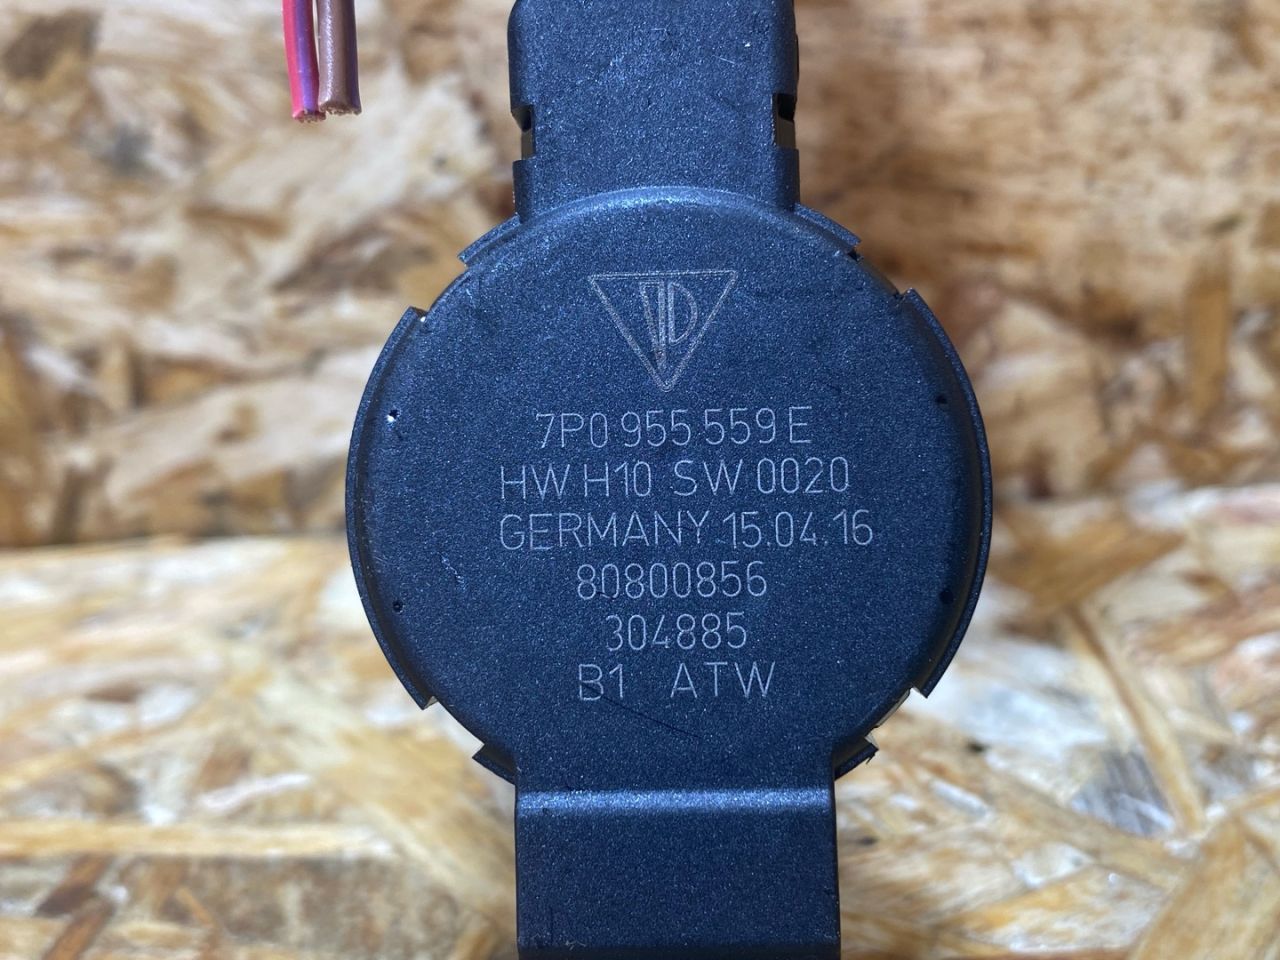 7P0 955 559 E
HW H10 SW 0020
GERMANY 15.04.16
80800856
304885
B1 ATW